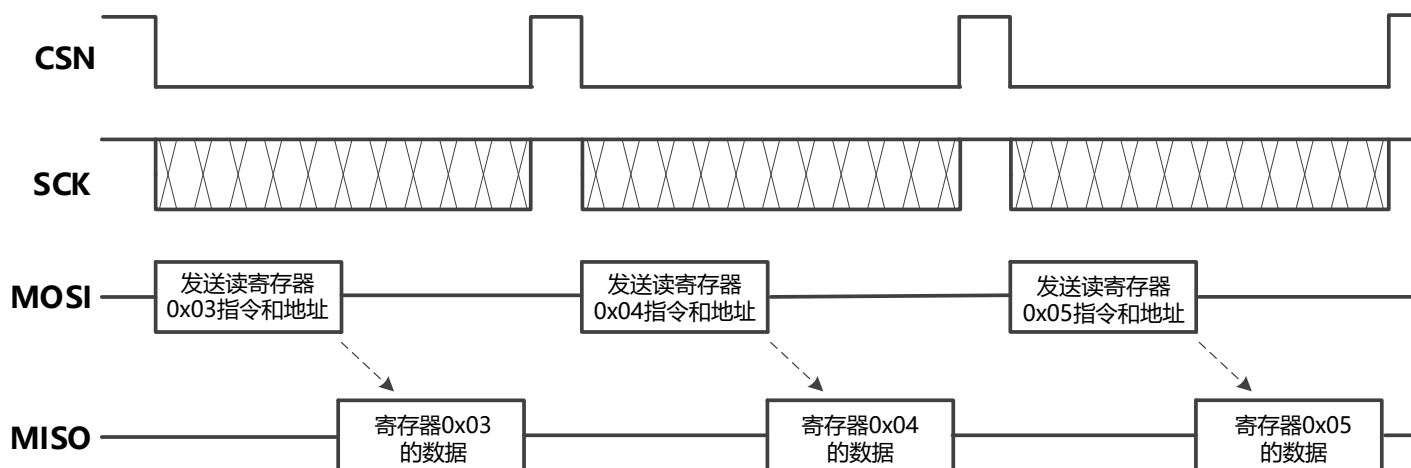 CSN
SCK
MOSI
发送读寄存器
0x03指令和地址
发送读寄存器
0x04指令和地址
发送读寄存器
0x05指令和地址
MISO
寄存器0x03
的数据
寄存器0x04
的数据
寄存器0x05
的数据